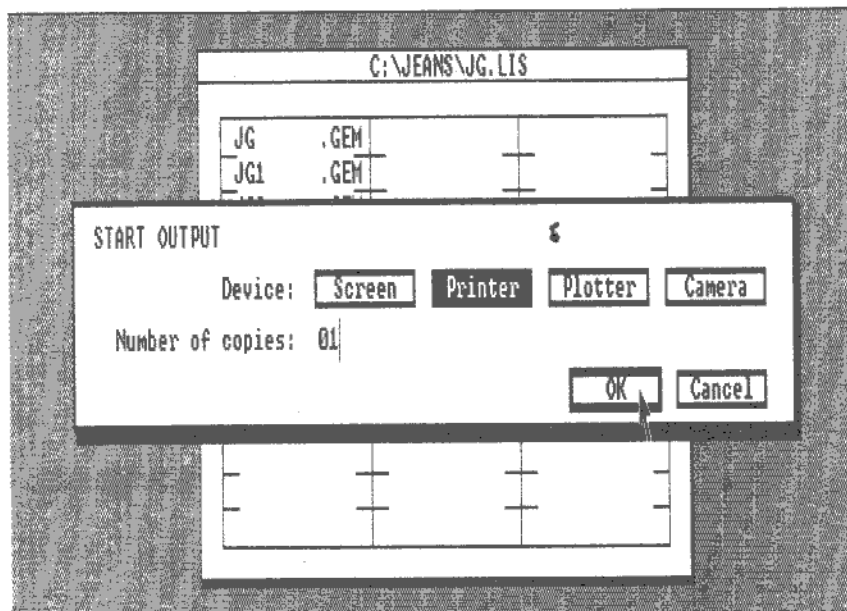 C:\JEANS\JG.LIS
JG .GEM
JG1 .GEM
START OUTPUT
Device: Screen Printer Plotter Camera
Number of copies: 01
OK Cancel